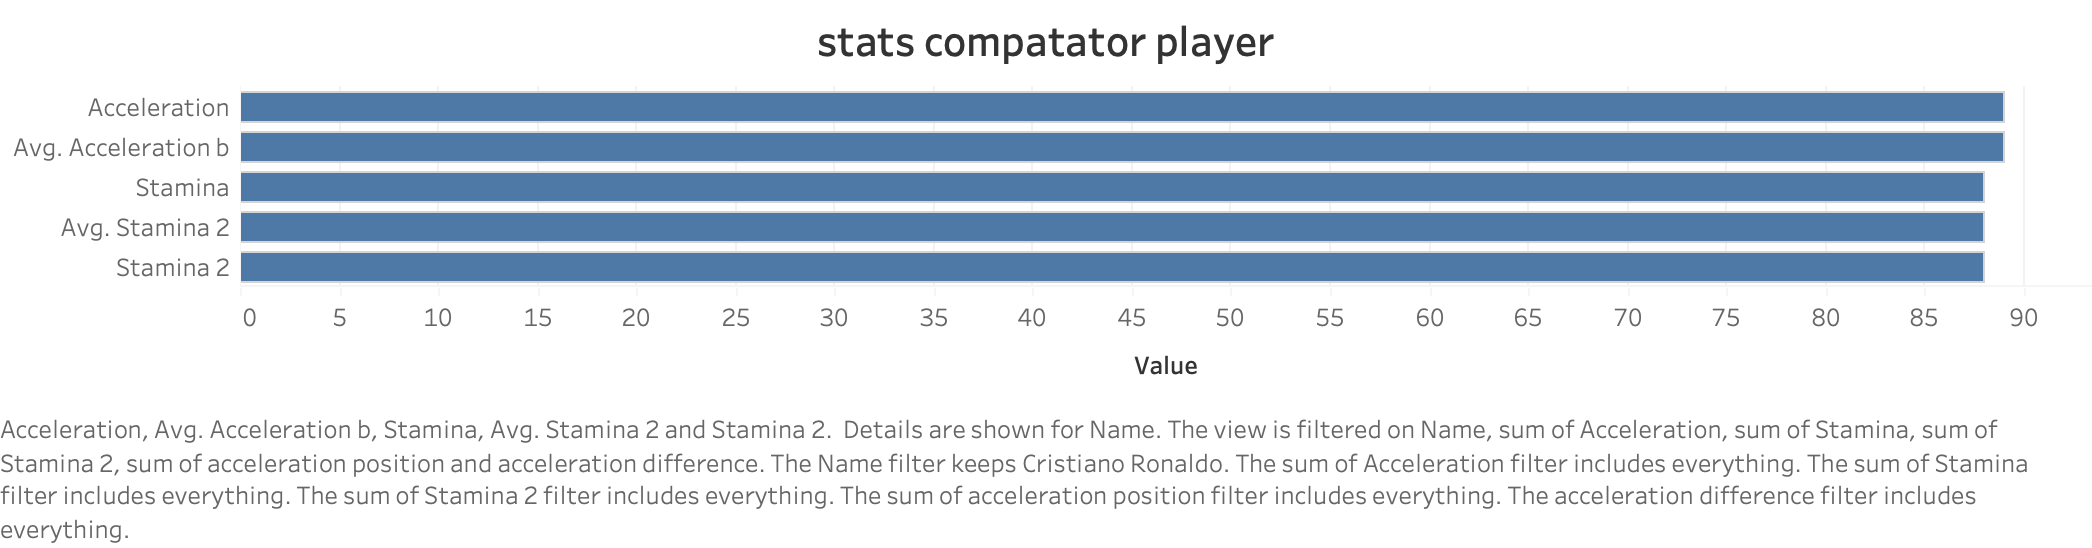 stats compatator player
Acceleration
Avg. Acceleration b
Stamina
Avg. Stamina 2
Stamina 2
0 5 10 15 20 25 30 35 40 45 50 55 60 65 70 75 80 85 90
Value
Acceleration, Avg. Acceleration b, Stamina, Avg. Stamina 2 and Stamina 2.  Details are shown for Name. The view is filtered on Name, sum of Acceleration, sum of Stamina, sum of
Stamina 2, sum of acceleration position and acceleration difference. The Name filter keeps Cristiano Ronaldo. The sum of Acceleration filter includes everything. The sum of Stamina
filter includes everything. The sum of Stamina 2 filter includes everything. The sum of acceleration position filter includes everything. The acceleration difference filter includes
everything.